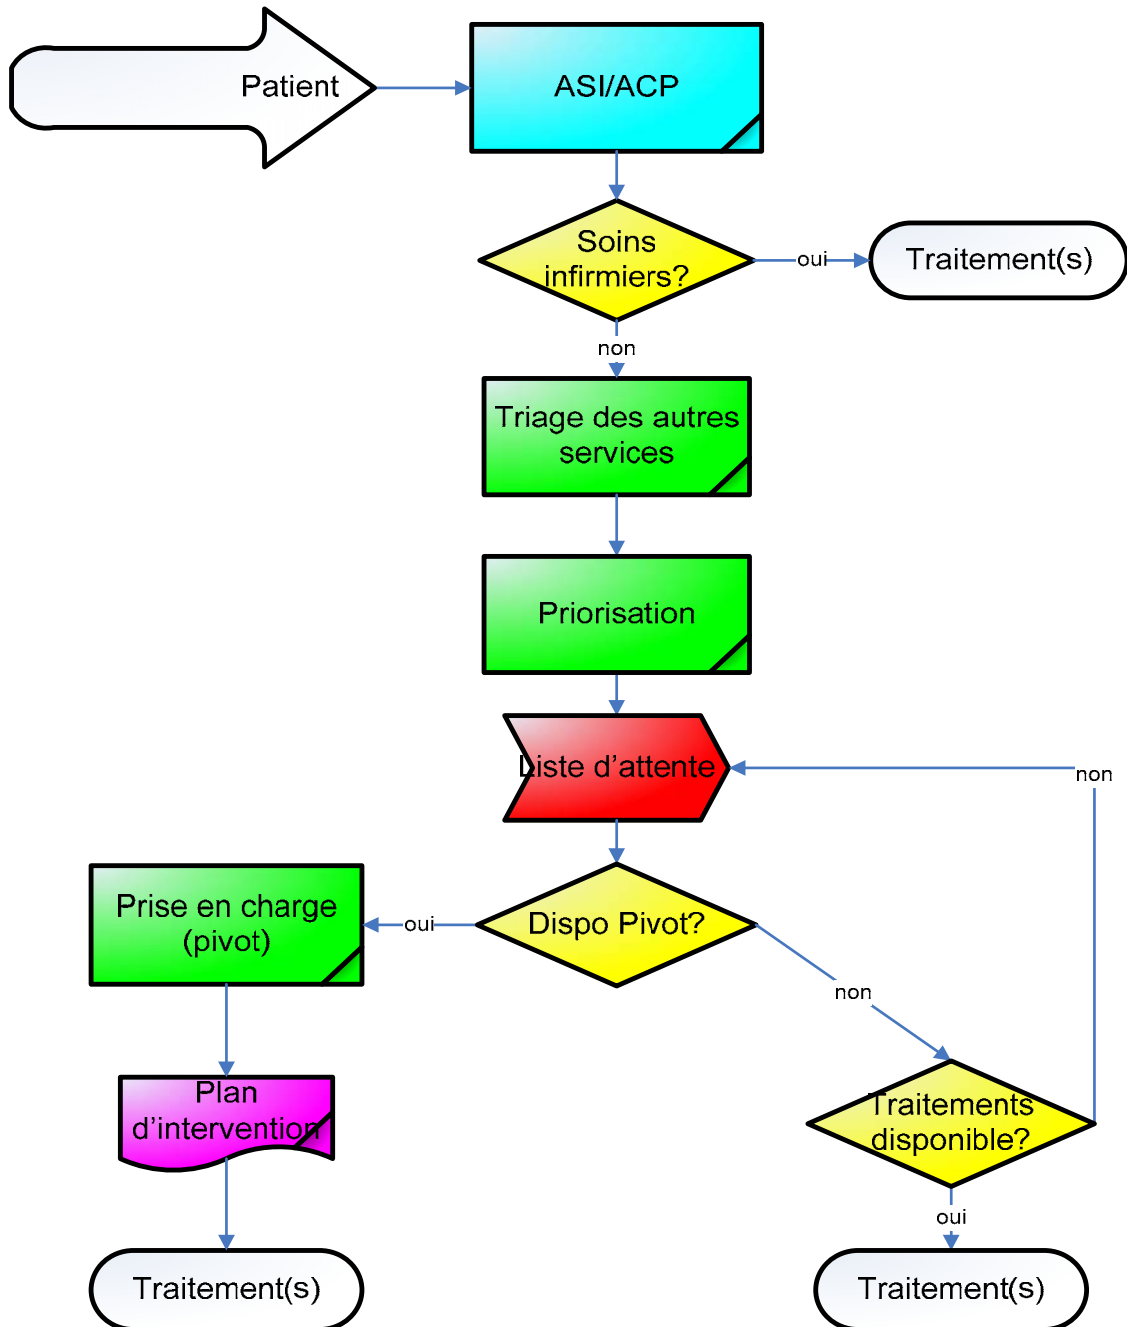 Patient
ASI/ACP
Soins
infirmiers?
oui
Traitement(s)
non
Triage des autres
services
Priorisation
Liste d'attente
non
Prise en charge
(pivot)
oui
Dispo Pivot?
non
Plan
d'intervention
Traitements
disponible?
oui
Traitement(s)
Traitement(s)